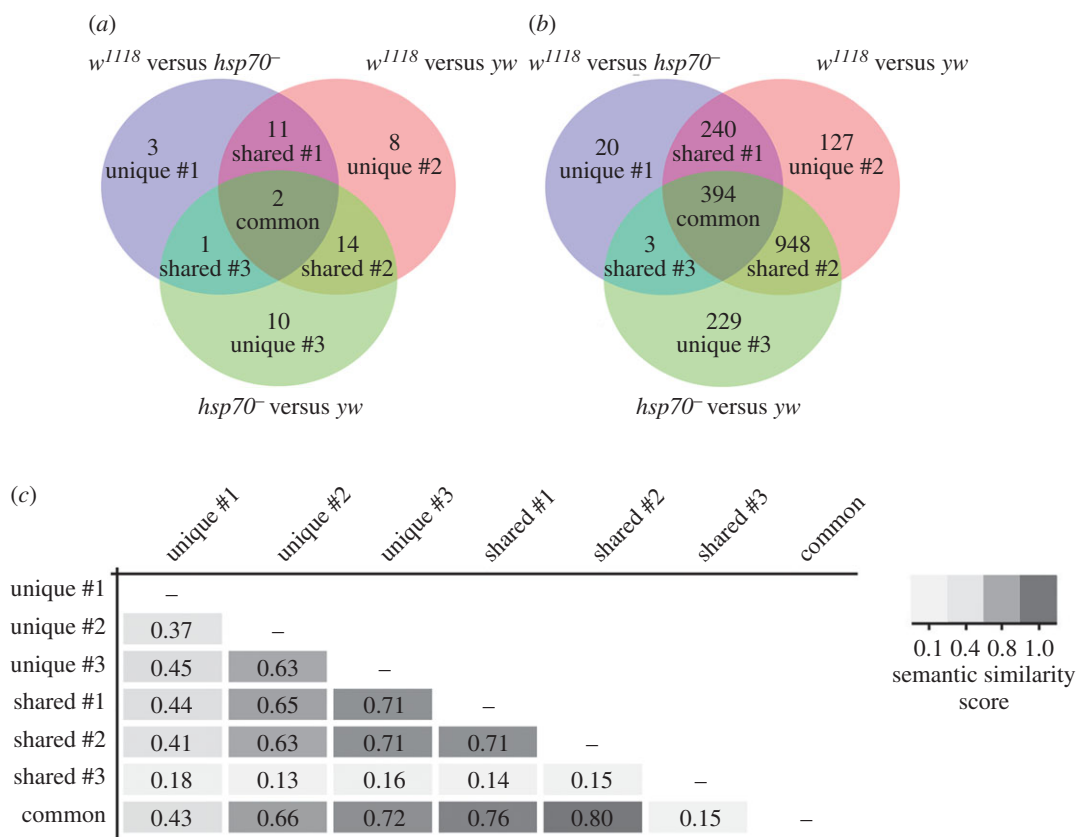 (a) (b)
w1118 versus hsp70– w1118 versus yw w1118 versus hsp70– w1118 versus yw
3
unique #1
11
shared #1
8
unique #2
2
common
1
shared #3
14
shared #2
10
unique #3
hsp70– versus yw
20
unique #1
240
shared #1
127
unique #2
394
common
3
shared #3
948
shared #2
229
unique #3
hsp70– versus yw
(c)
unique #1 unique #2 unique #3 shared #1 shared #2 shared #3 common
unique #1 –
unique #2 0.37 –
unique #3 0.45 0.63 –
shared #1 0.44 0.65 0.71 –
shared #2 0.41 0.63 0.71 0.71 –
shared #3 0.18 0.13 0.16 0.14 0.15 –
common 0.43 0.66 0.72 0.76 0.80 0.15 –
0.1 0.4 0.8 1.0
semantic similarity
score